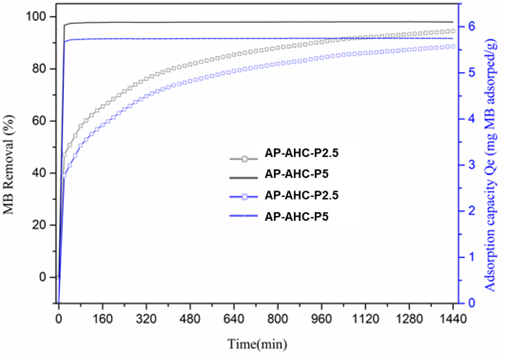 MB Removal (%)
100
80
60
40
20
0
AP-AHC-P2.5
AP-AHC-P5
AP-AHC-P2.5
AP-AHC-P5
6
5
4
3
2
1
0
Adsorption capacity Qe (mg MB adsorped/g)
0 160 320 480 640 800 960 1120 1280 1440
Time(min)